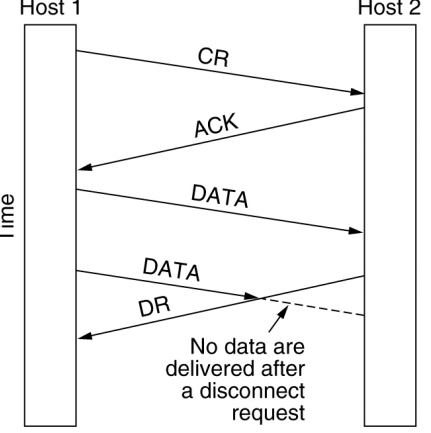 Host 1
Host 2
CR
ACK
DATA
DATA
DR
No data are
delivered after
a disconnect
request
Time